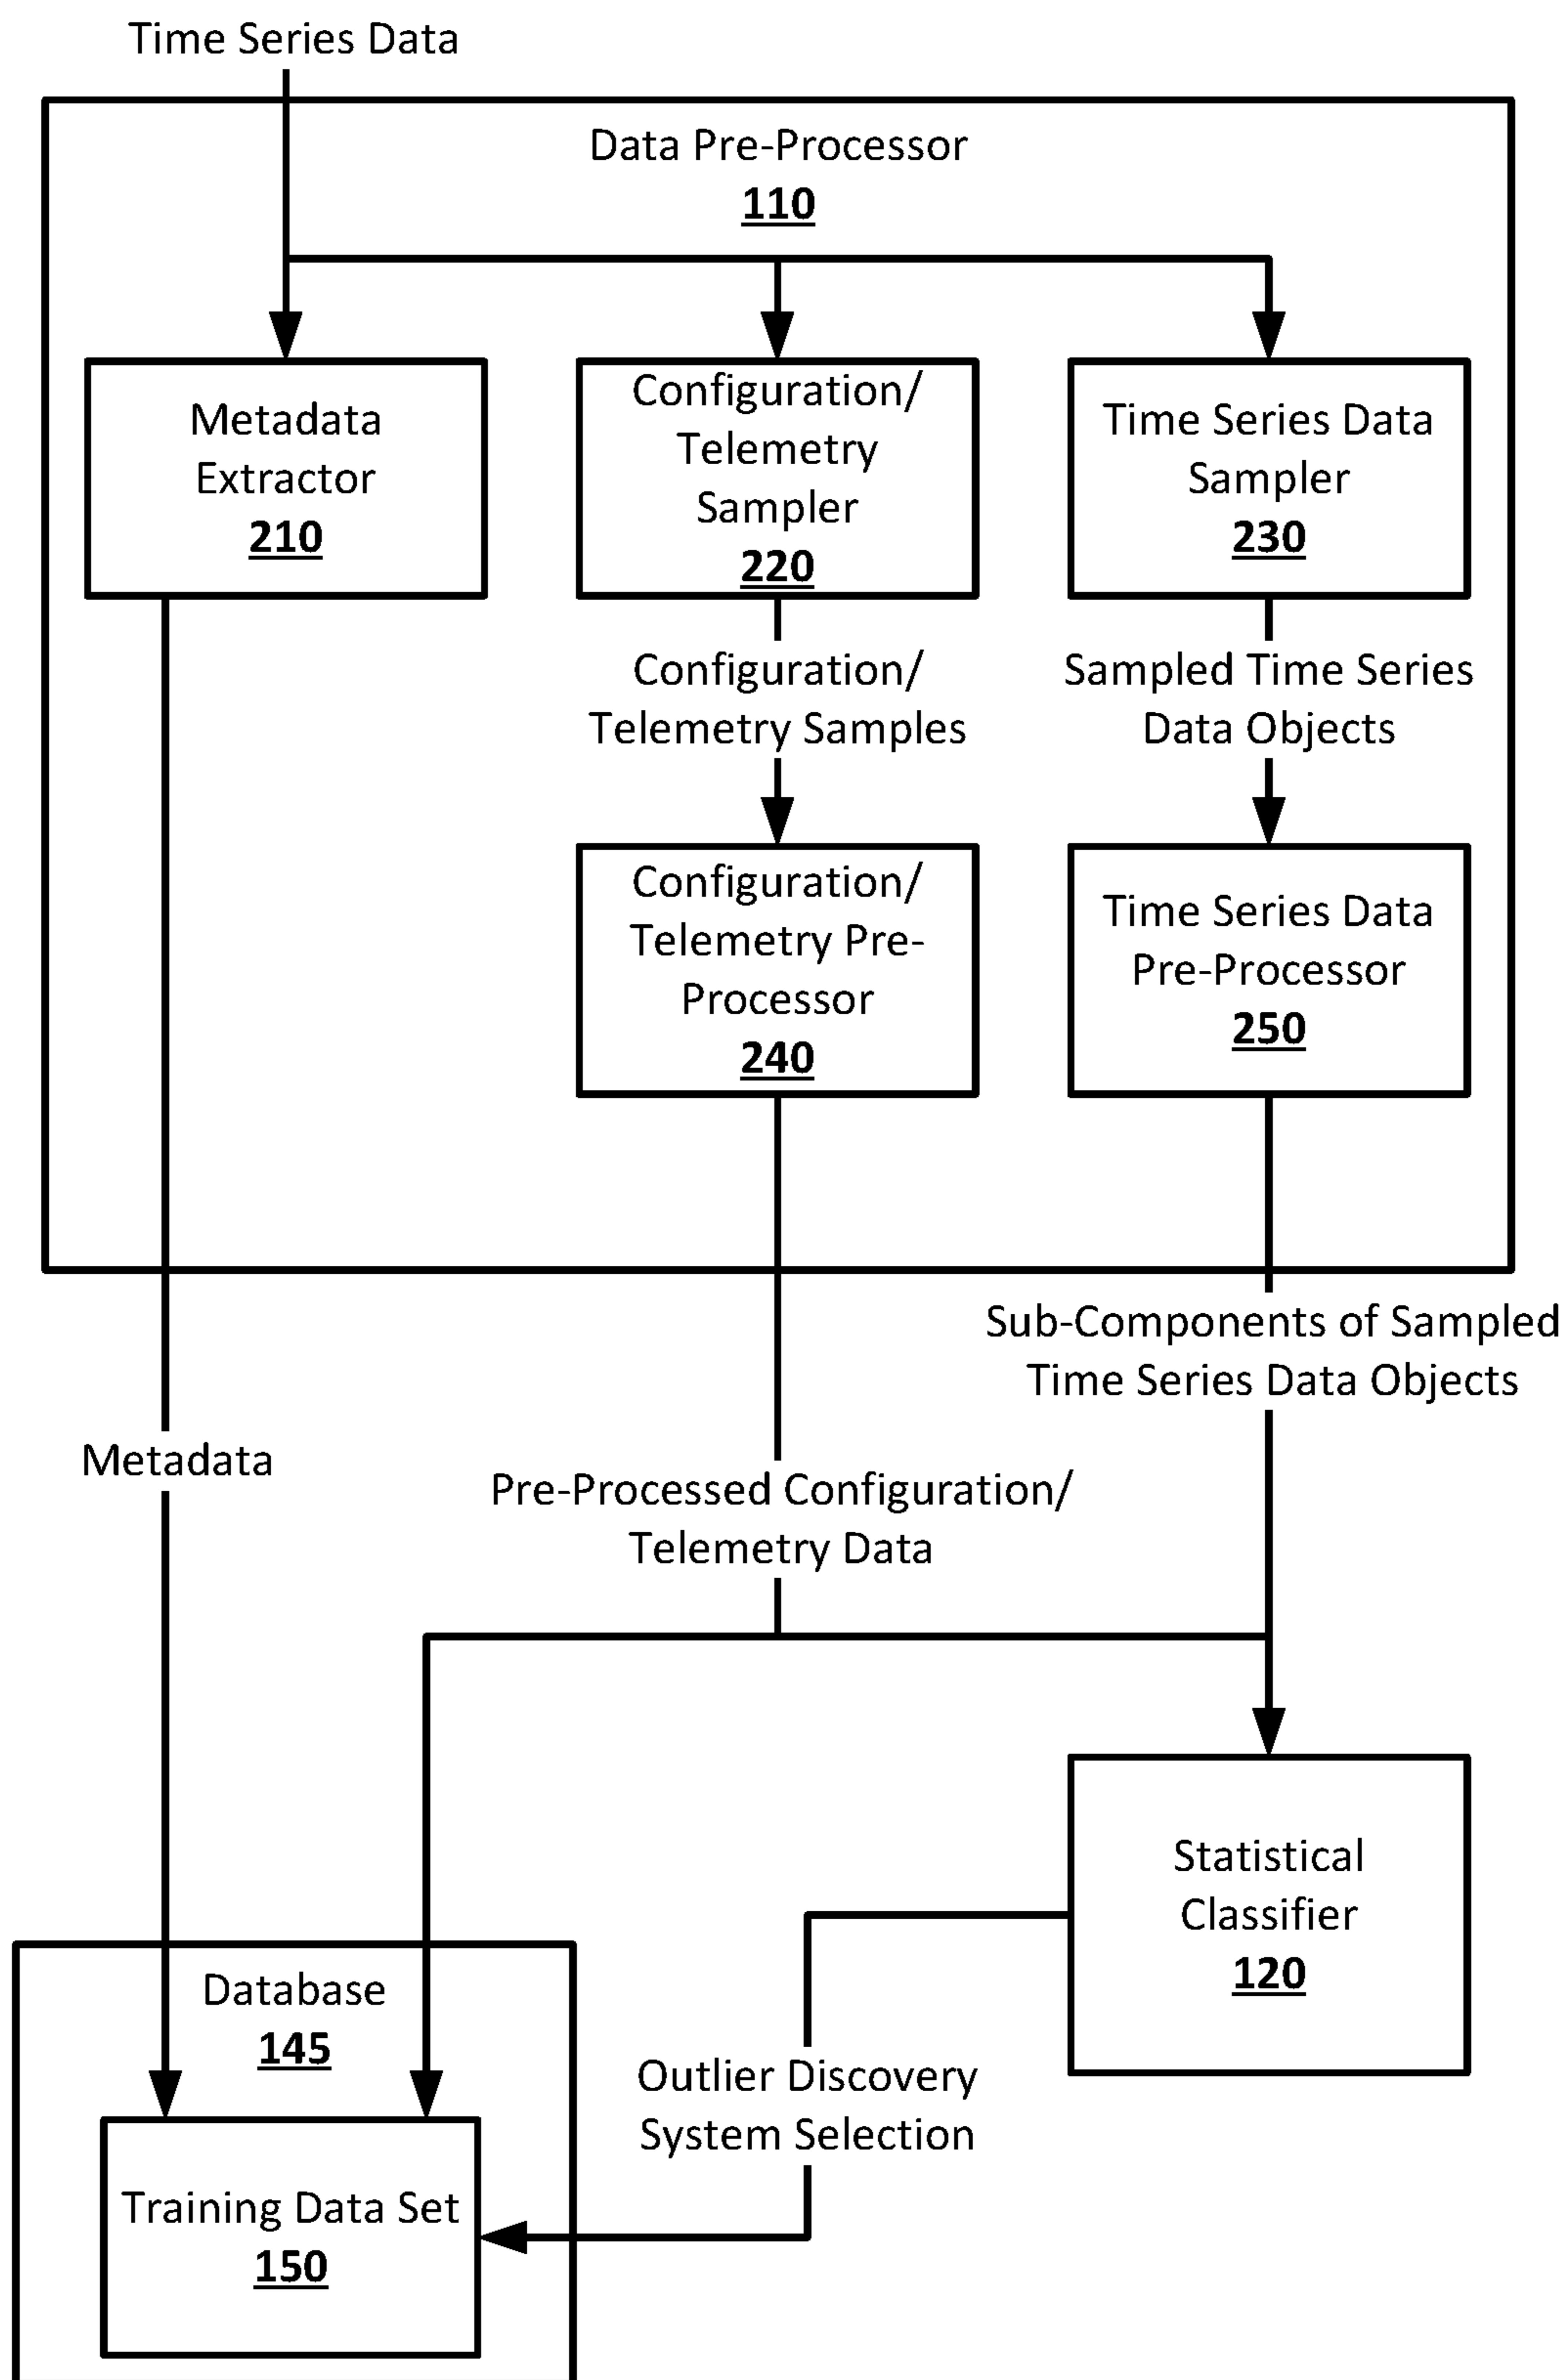 Time Series Data
Data Pre-Processor
110
Metadata
Extractor
210
Configuration/
Telemetry
Sampler
220
Time Series Data
Sampler
230
Configuration/
Telemetry Samples
Sampled Time Series
Data Objects
Configuration/
Telemetry Pre-
Processor
240
Time Series Data
Pre-Processor
250
Sub-Components of Sampled
Time Series Data Objects
Metadata
Pre-Processed Configuration/
Telemetry Data
Statistical
Classifier
120
Database
145
Outlier Discovery
System Selection
Training Data Set
150